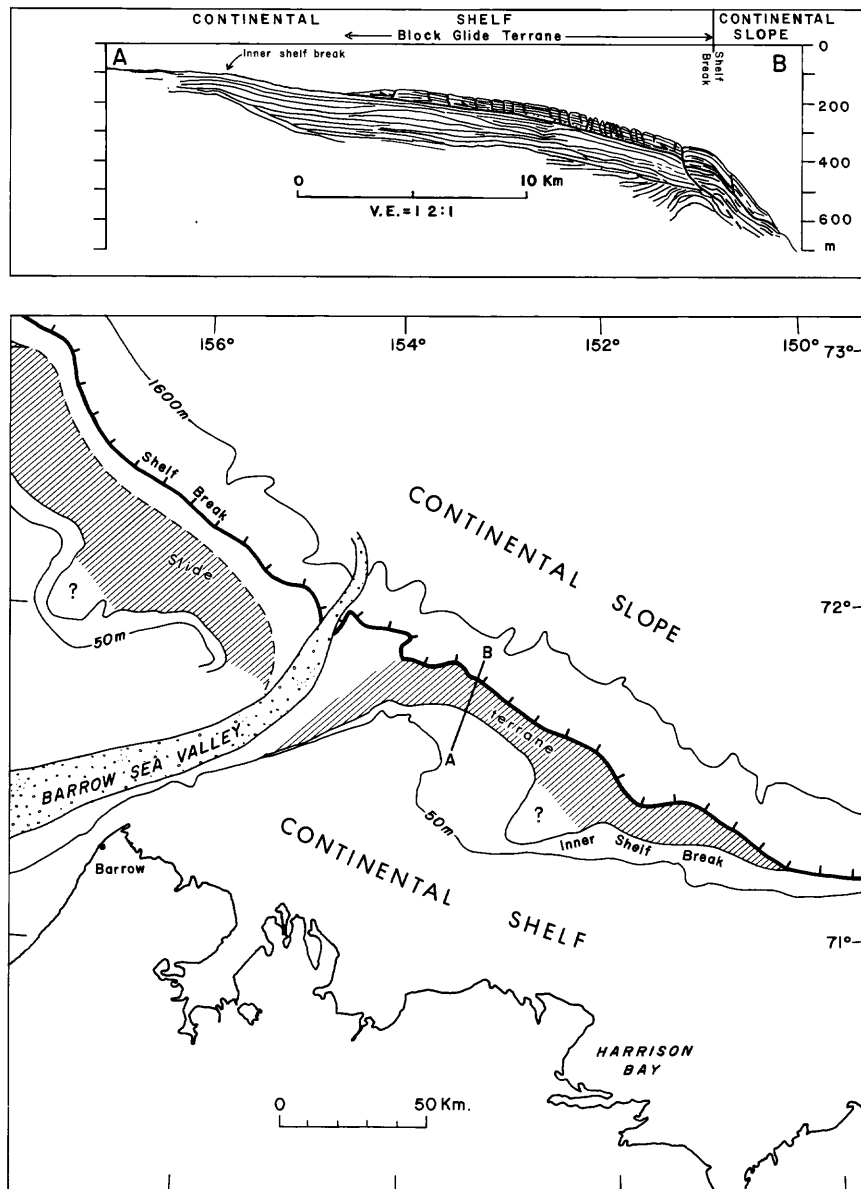 CONTINENTAL SHELF CONTINENTAL SLOPE
Block Glide Terrane
A Inner shelf break Shelf Break B
0
200
400
600
m
0 10 Km
V.E.=1 2:1
156° 154° 152° 150° 73°
1600m
Shelf Break
CONTINENTAL SLOPE
Slide
?
72°
50m
B
terrane
A
BARROW SEA VALLEY
?
50m
Inner Shelf Break
Barrow
CONTINENTAL SHELF
71°
HARRISON
BAY
0 50 Km.